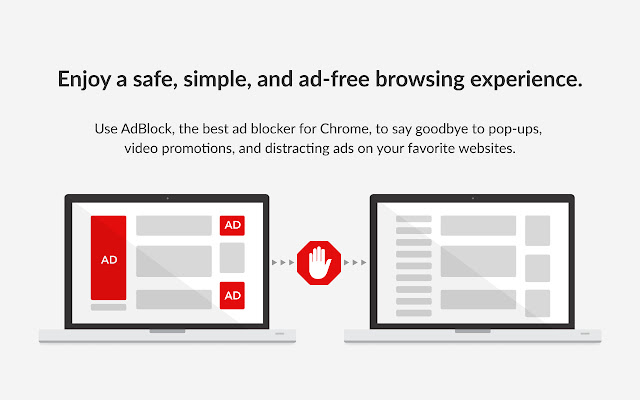 Enjoy a safe, simple, and ad-free browsing experience.
Use AdBlock, the best ad blocker for Chrome, to say goodbye to pop-ups,
video promotions, and distracting ads on your favorite websites.
AD
AD
AD